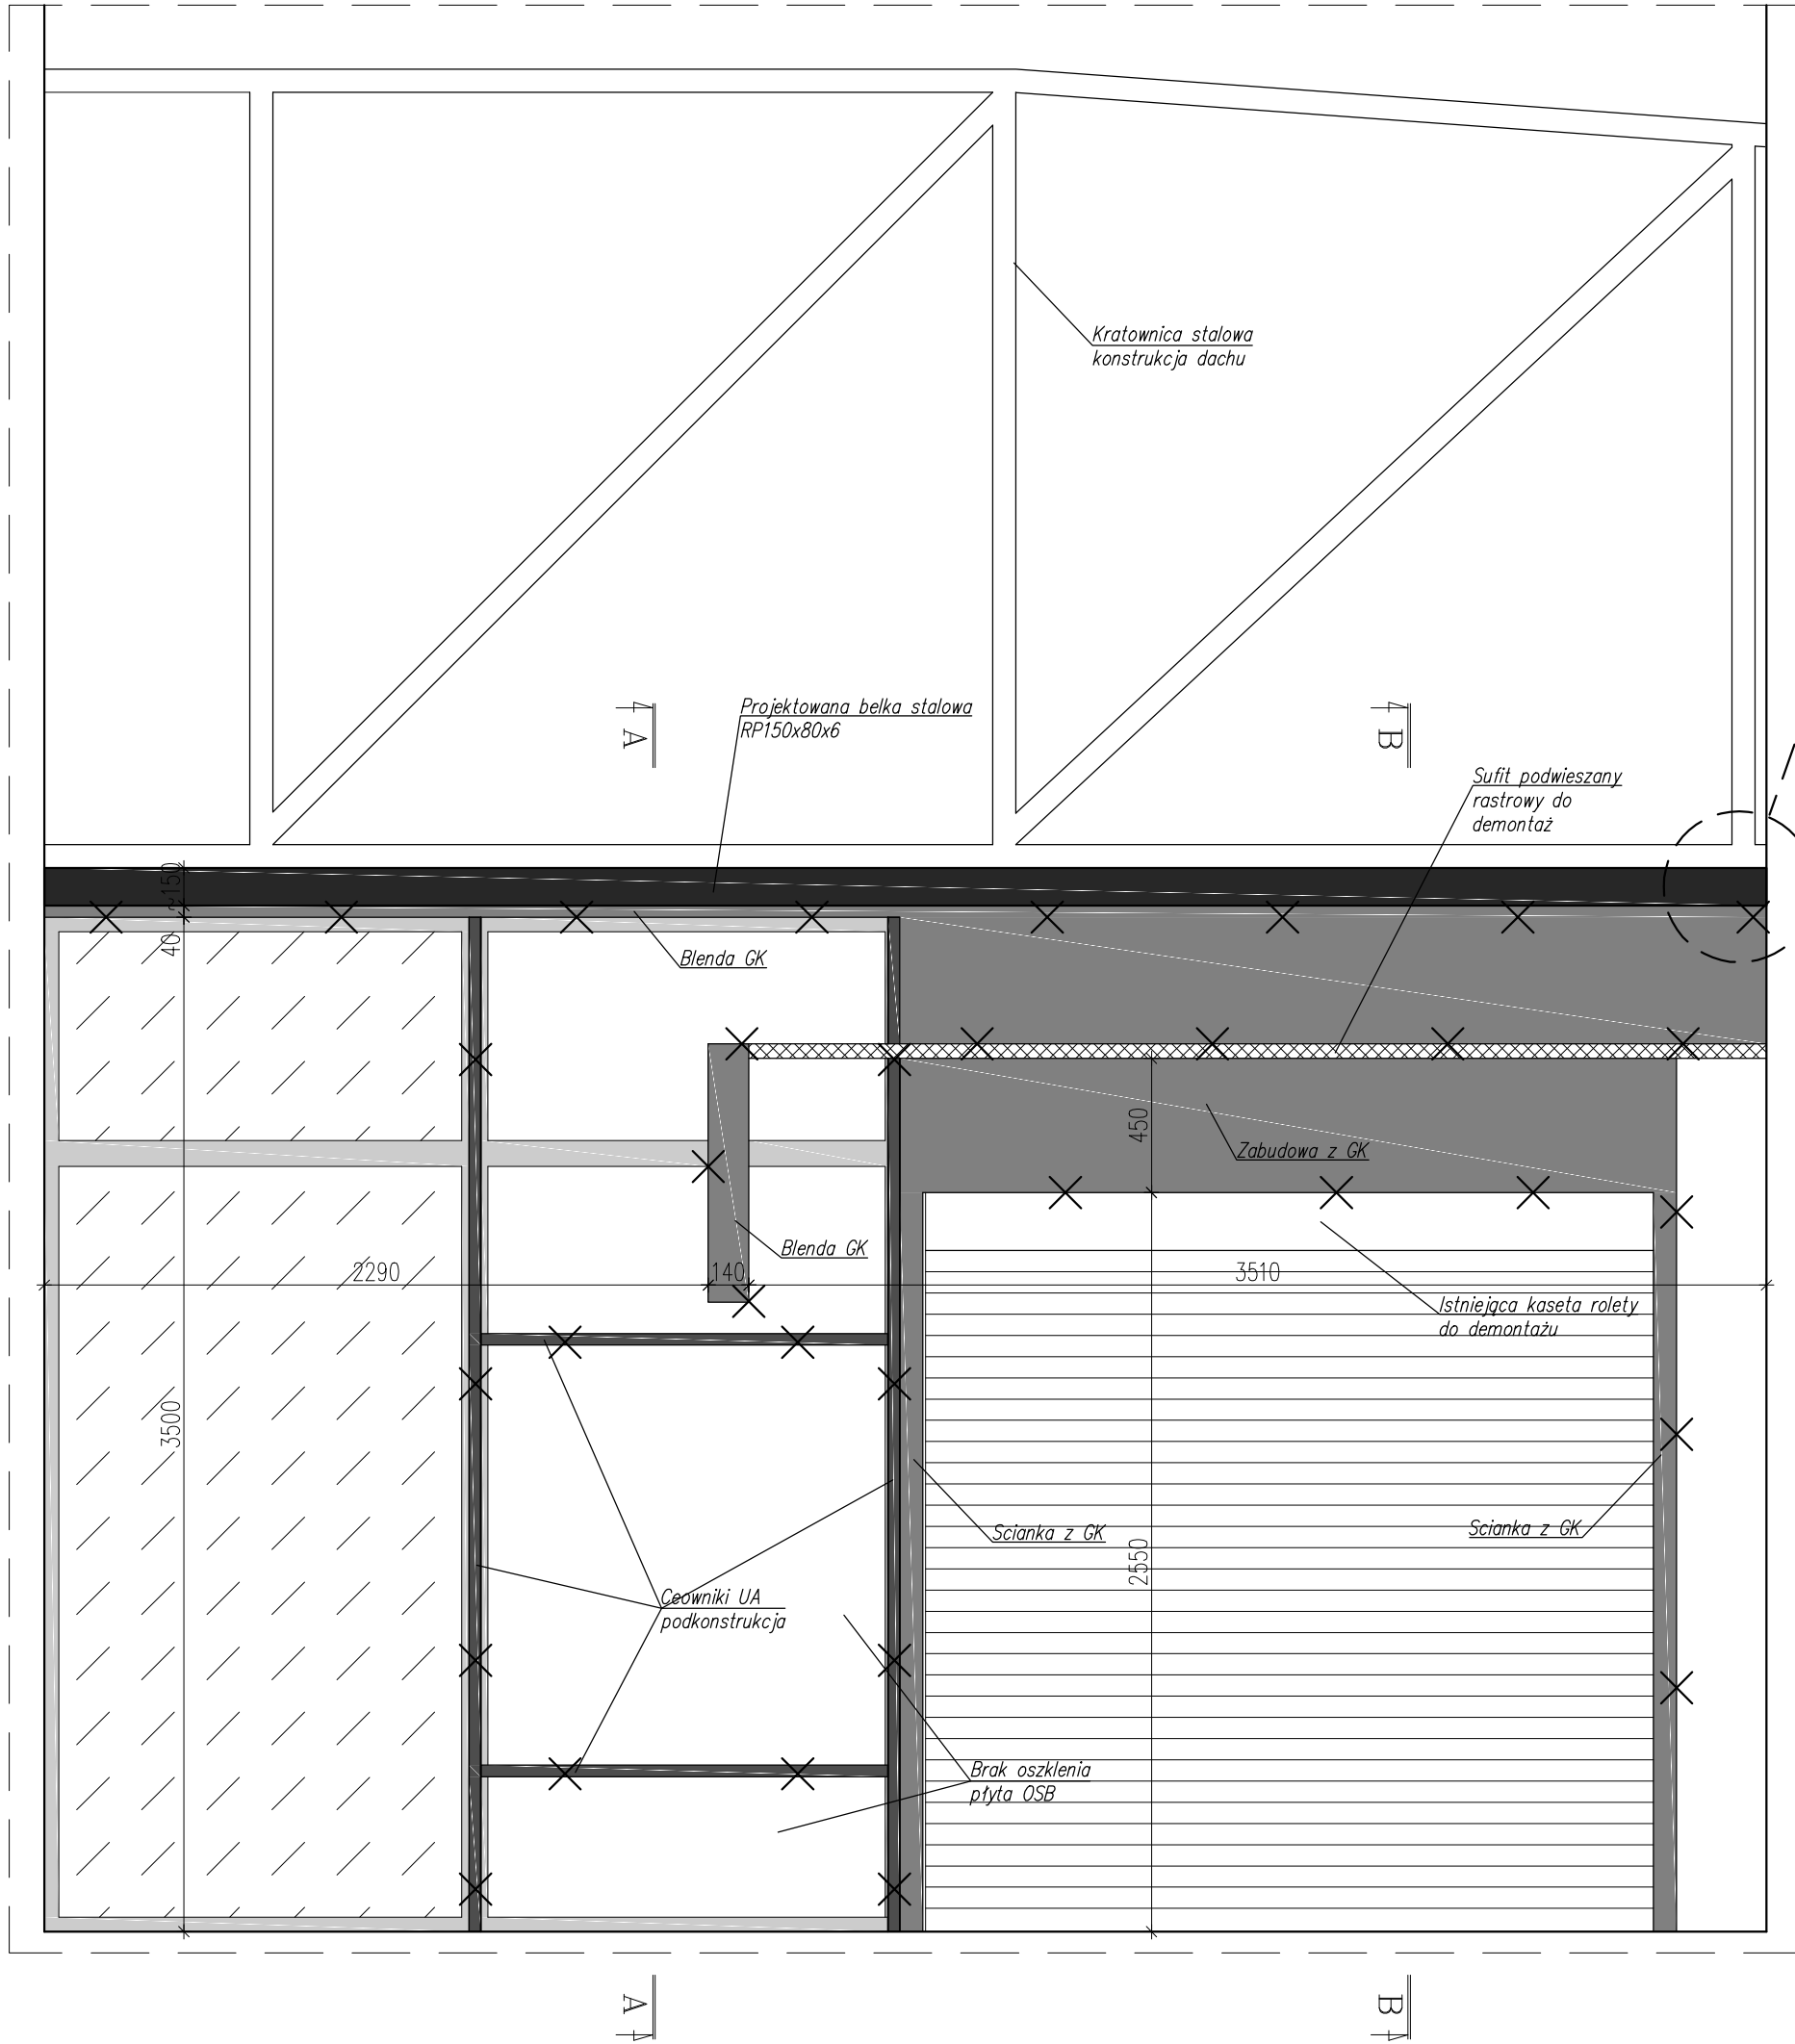 Kratownica stalowa
konstrukcja dachu
Projektowana belka stalowa
RP150x80x6
A
B
Sufit podwieszany
rastrowy do
demontaż
150
40
Blenda GK
450
Zabudowa z GK
Blenda GK
2290
140
3510
Istniejąca kaseta rolety
do demontażu
3500
Scianka z GK
Scianka z GK
2550
Ceowniki UA
podkonstrukcja
Brak oszklenia
płyta OSB
A
B